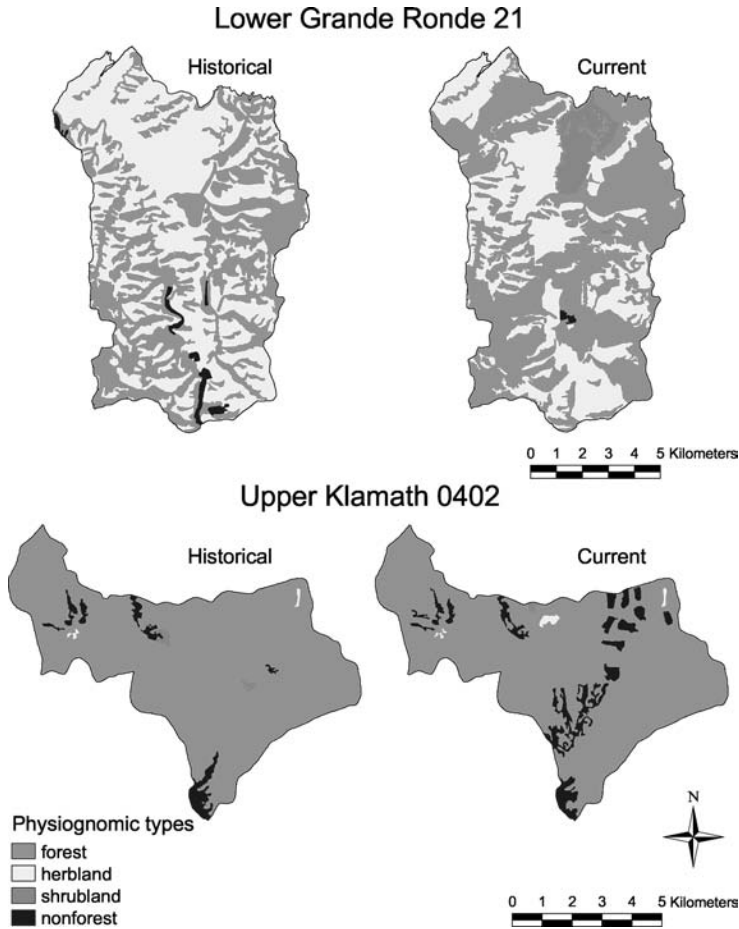 Lower Grande Ronde 21
Historical
Current
0 1 2 3 4 5 Kilometers
Upper Klamath 0402
Historical
Current
Physiognomic types
forest
herbland
shrubland
nonforest
N
0 1 2 3 4 5 Kilometers